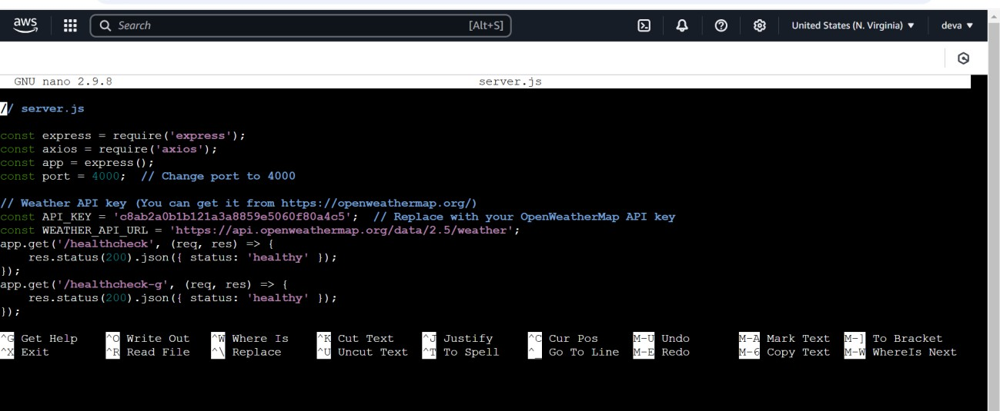 aws Search [Alt+S] United States (N. Virginia) ▼ deva ▼
GNU nano 2.9.8 server.js
// server.js
const express = require('express');
const axios = require('axios');
const app = express();
const port = 4000; // Change port to 4000
// Weather API key (You can get it from https://openweathermap.org/)
const API_KEY = 'c8ab2a0b1b121a3a8859e5060f80a4c5'; // Replace with your OpenWeatherMap API key
const WEATHER_API_URL = 'https://api.openweathermap.org/data/2.5/weather';
app.get('/healthcheck', (req, res) => {
    res.status(200).json({ status: 'healthy' });
});
app.get('/healthcheck-g', (req, res) => {
    res.status(200).json({ status: 'healthy' });
});
^G Get Help ^O Write Out ^W Where Is ^K Cut Text ^J Justify ^C Cur Pos M-U Undo M-A Mark Text M-] To Bracket
^X Exit ^R Read File ^\ Replace ^U Uncut Text ^T To Spell ^_ Go To Line M-E Redo M-6 Copy Text M-W WhereIs Next